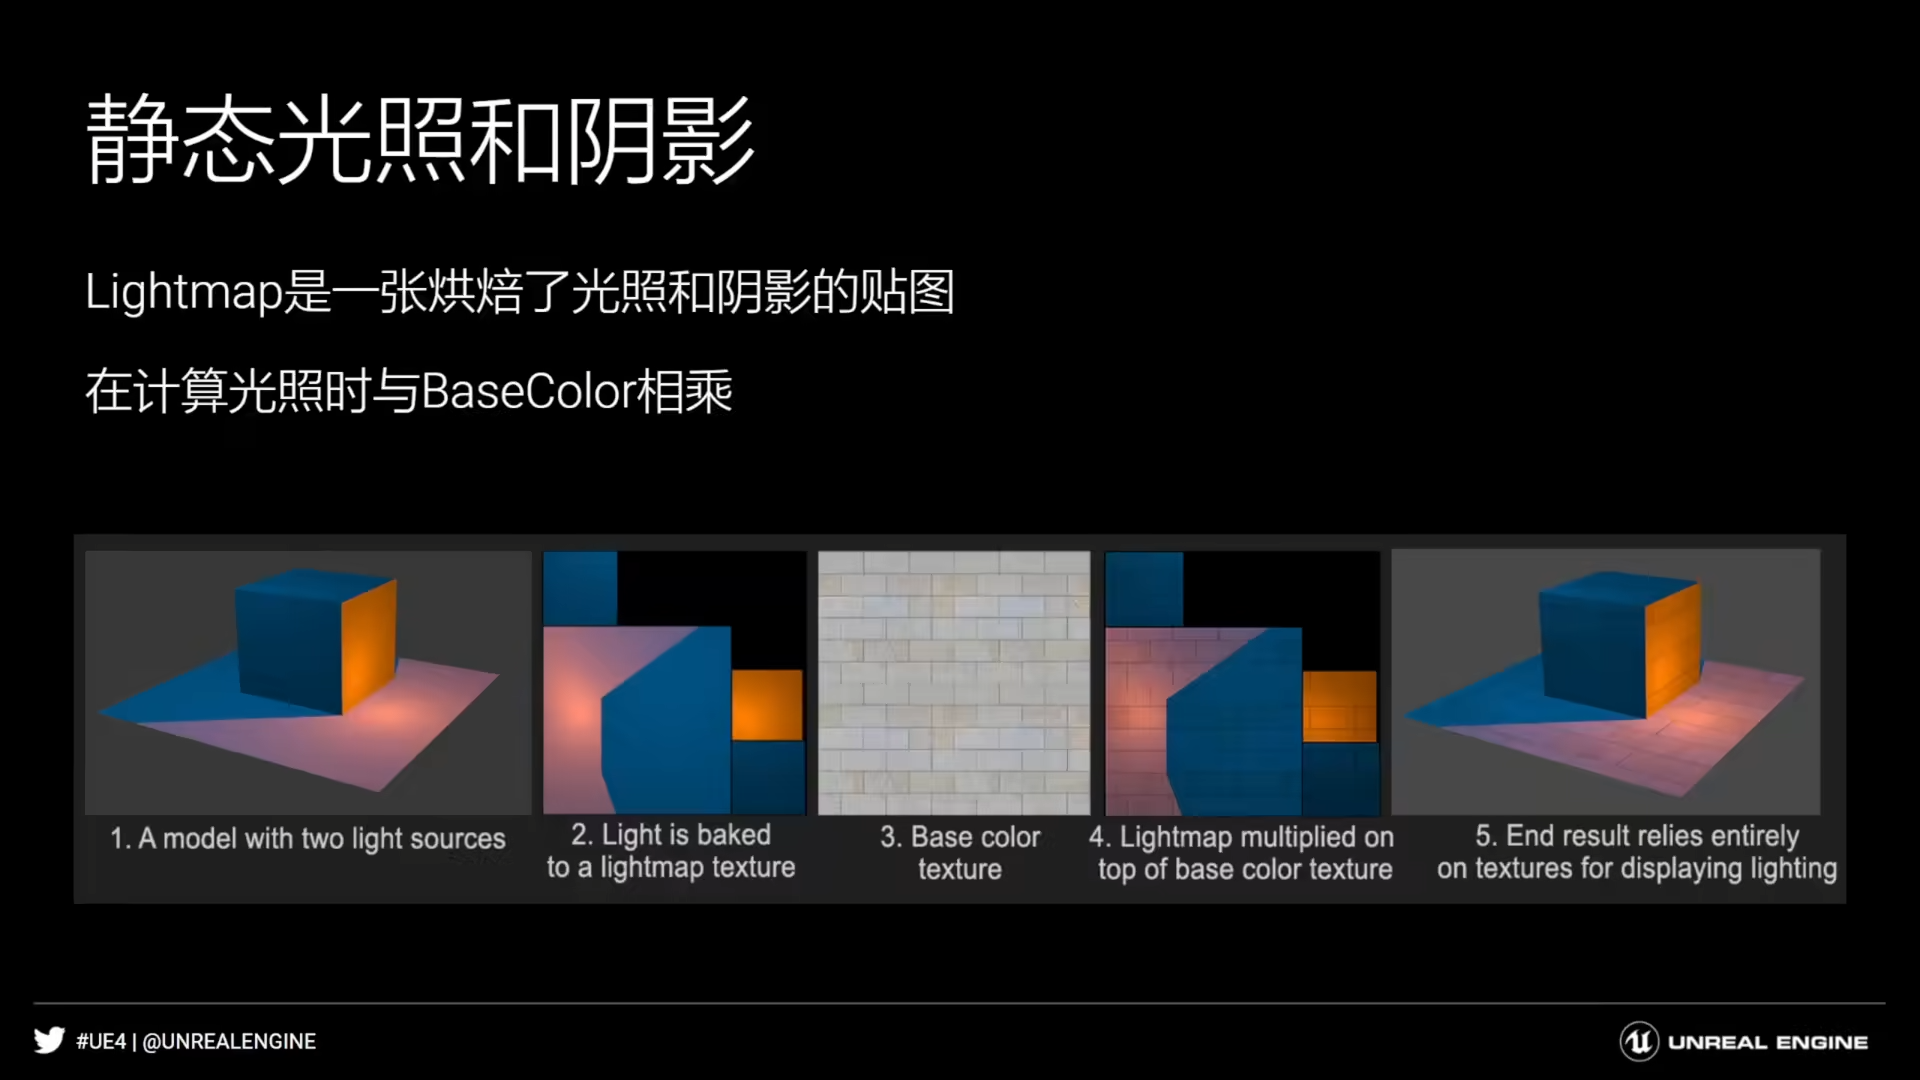 静态光照和阴影
Lightmap是一张烘焙了光照和阴影的贴图
在计算光照时与BaseColor相乘
1. A model with two light sources
2. Light is baked
to a lightmap texture
3. Base color
texture
4. Lightmap multiplied on
top of base color texture
5. End result relies entirely
on textures for displaying lighting
#UE4 | @UNREALENGINE
UNREAL ENGINE